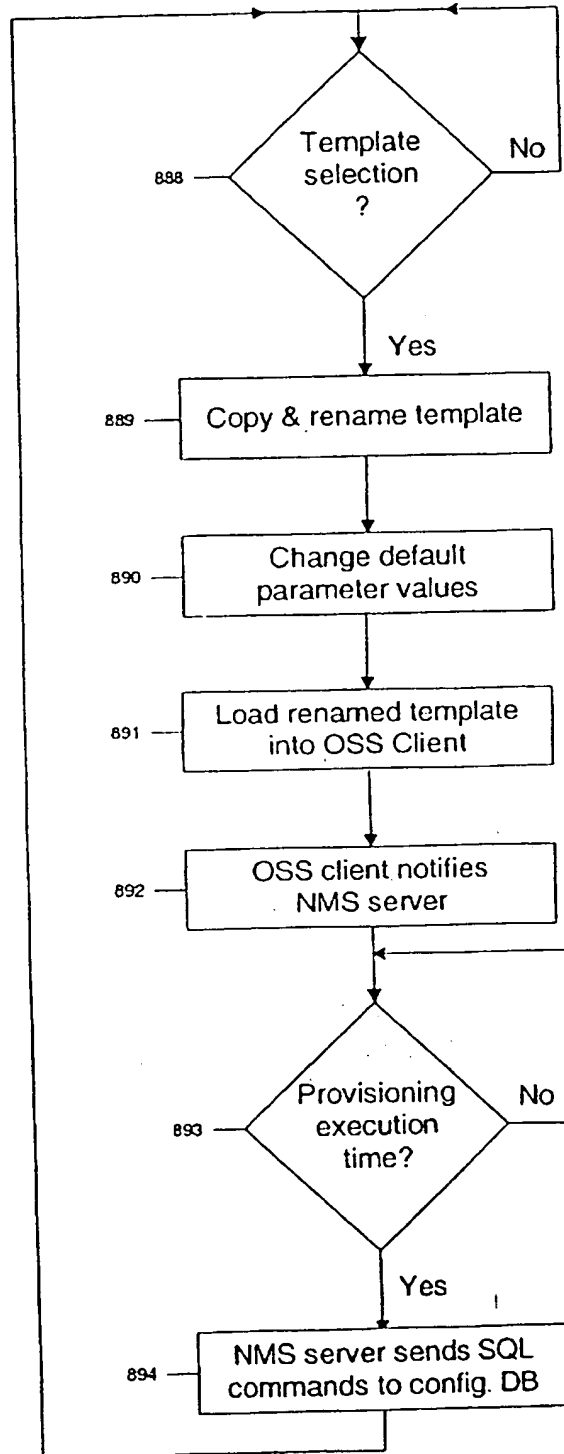 Template
selection
?
888
No
Yes
889
Copy & rename template
890
Change default
parameter values
891
Load renamed template
into OSS Client
892
OSS client notifies
NMS server
893
Provisioning
execution
time?
No
Yes
894
NMS server sends SQL
commands to config. DB